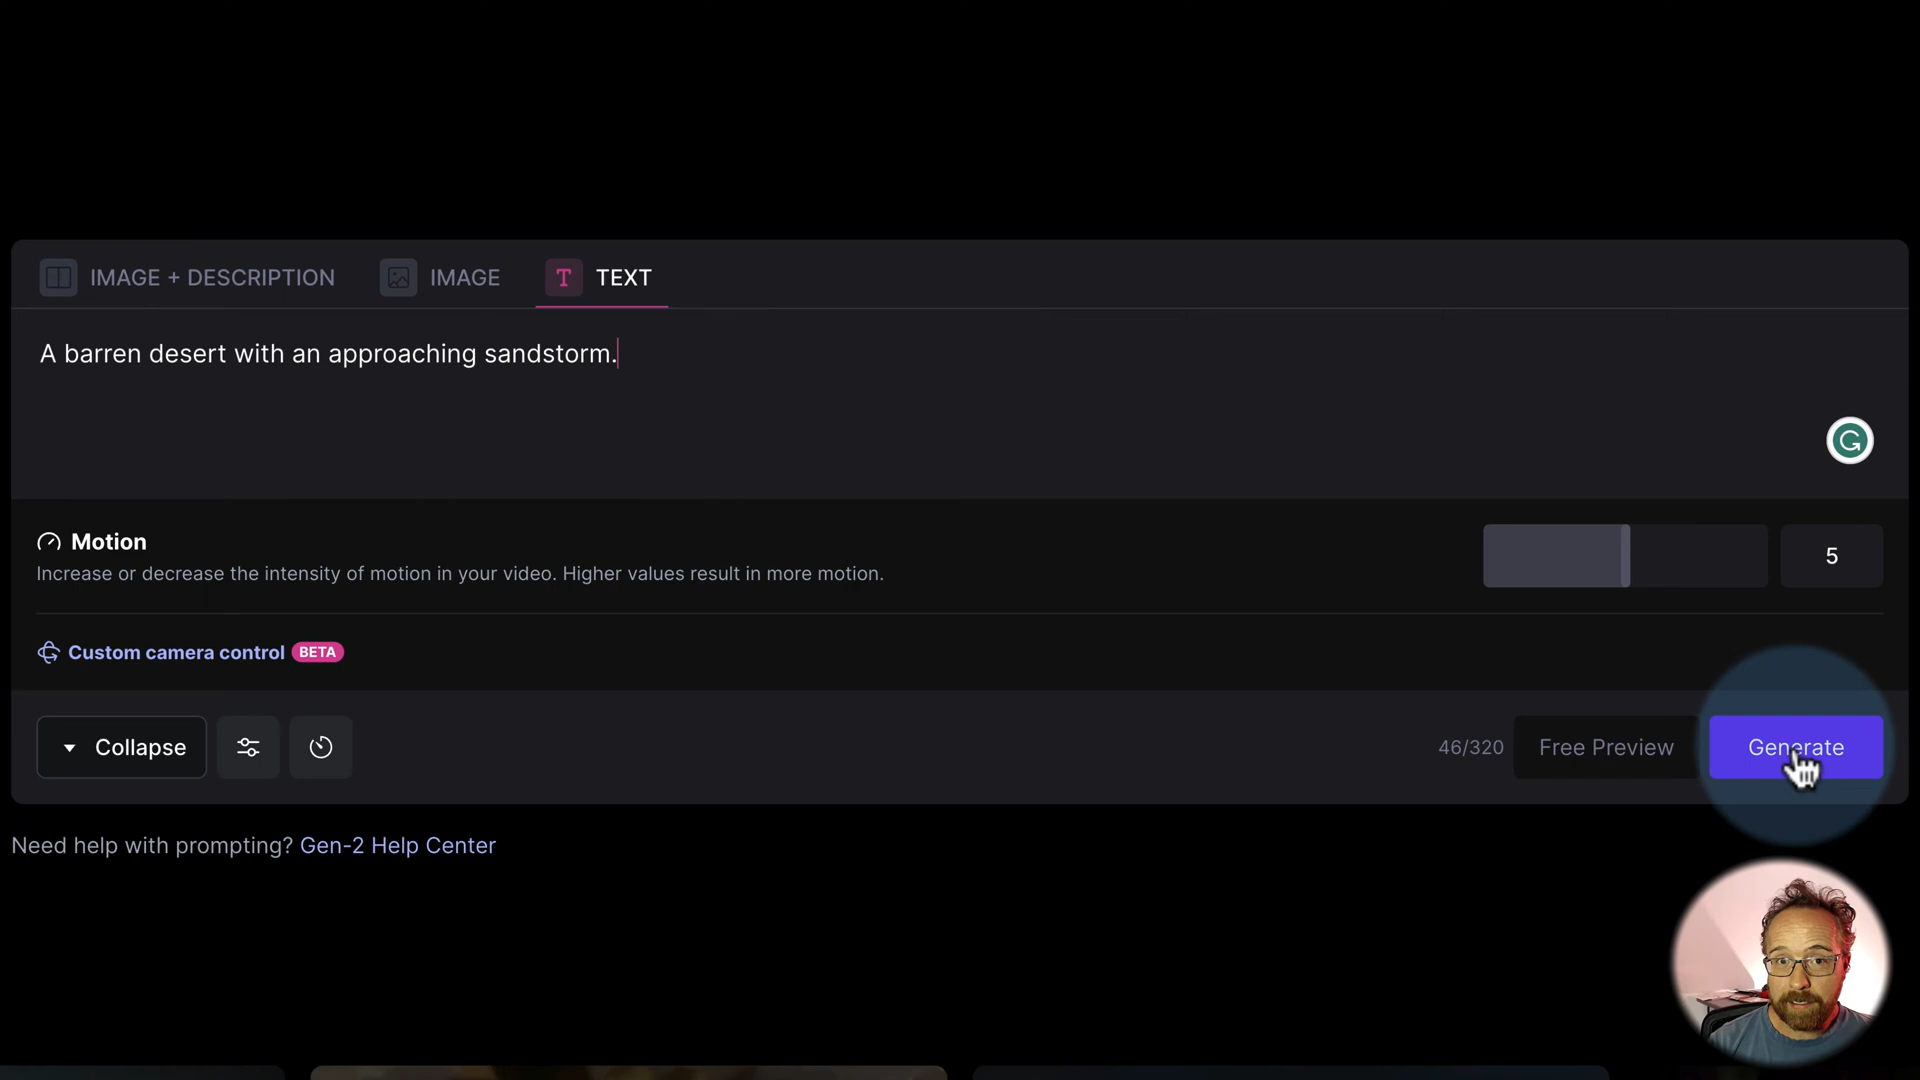 IMAGE + DESCRIPTION IMAGE T TEXT
A barren desert with an approaching sandstorm.
Motion
Increase or decrease the intensity of motion in your video. Higher values result in more motion.
5
Custom camera control BETA
Collapse 46/320 Free Preview Generate
Need help with prompting? Gen-2 Help Center